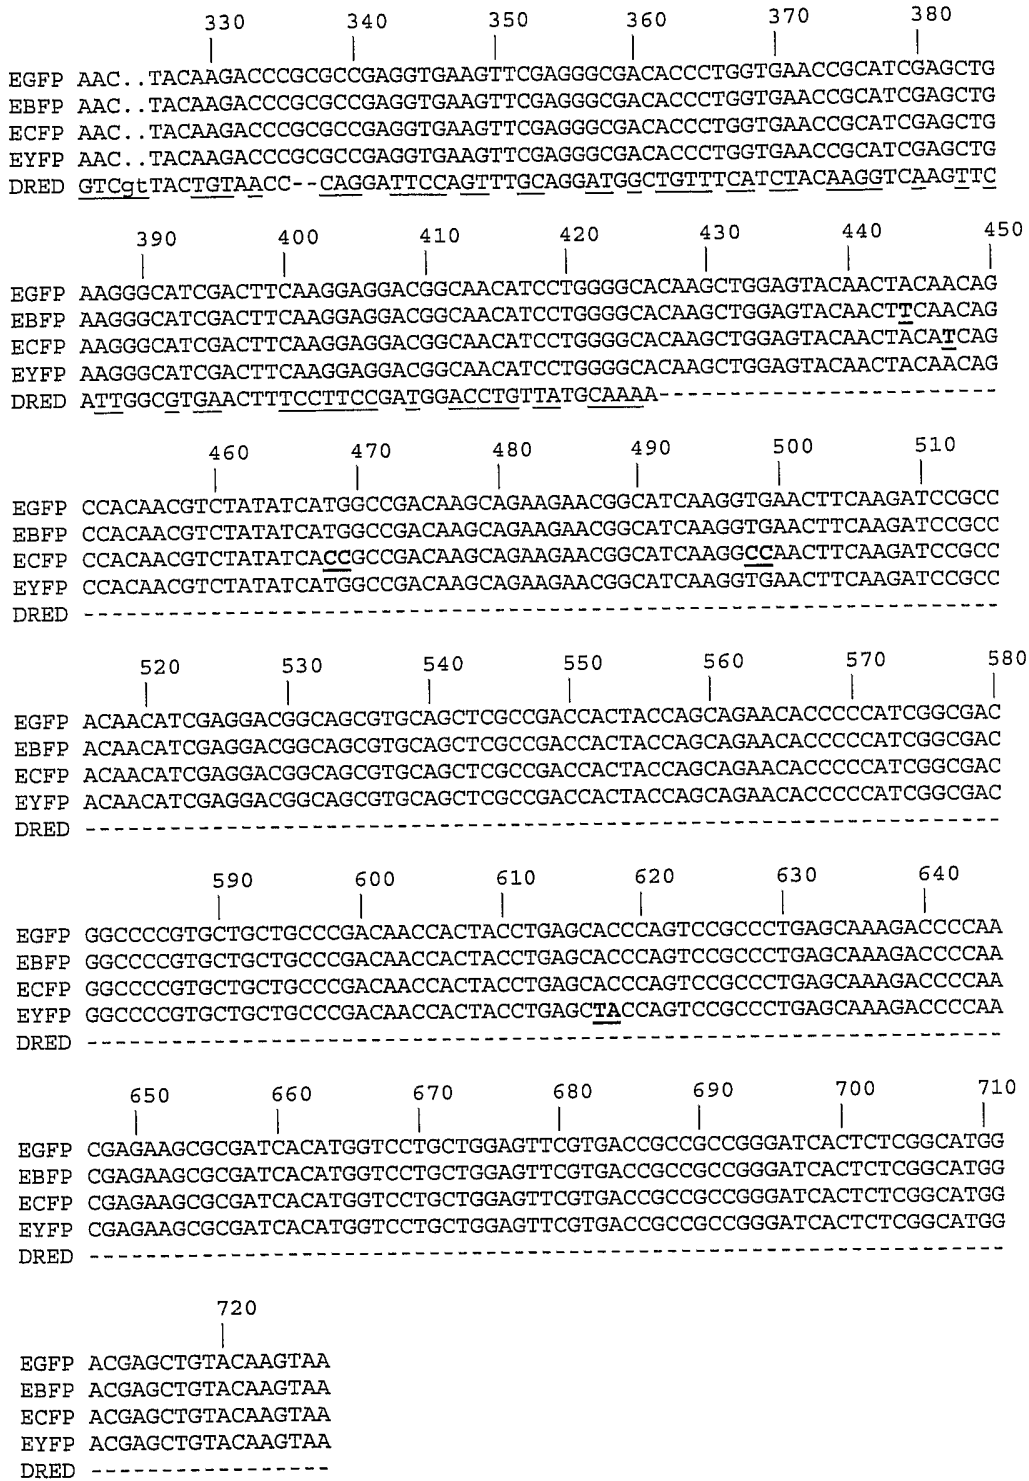 330 340 350 360 370 380
EGFP AAC..TACAAGACCCGCGCCGAGGTGAAGTTCGAGGGCGACACCCTGGTGAACCGCATCGAGCTG
EBFP AAC..TACAAGACCCGCGCCGAGGTGAAGTTCGAGGGCGACACCCTGGTGAACCGCATCGAGCTG
ECFP AAC..TACAAGACCCGCGCCGAGGTGAAGTTCGAGGGCGACACCCTGGTGAACCGCATCGAGCTG
EYFP AAC..TACAAGACCCGCGCCGAGGTGAAGTTCGAGGGCGACACCCTGGTGAACCGCATCGAGCTG
DRED GTCgtTACTGTAACC--CAGGATTCCAGTTTGCAGGATGGCTGTTTCATCTACAAGGTCAAGTTC
390 400 410 420 430 440 450
EGFP AAGGGCATCGACTTCAAGGAGGACGGCAACATCCTGGGGCACAAGCTGGAGTACAACTACAACAG
EBFP AAGGGCATCGACTTCAAGGAGGACGGCAACATCCTGGGGCACAAGCTGGAGTACAACTTCAACAG
ECFP AAGGGCATCGACTTCAAGGAGGACGGCAACATCCTGGGGCACAAGCTGGAGTACAACTACATCAG
EYFP AAGGGCATCGACTTCAAGGAGGACGGCAACATCCTGGGGCACAAGCTGGAGTACAACTACAACAG
DRED ATTGGCGTGAACTTTCCTTCCGATGGACCTGTTATGCAAAA------------------------
460 470 480 490 500 510
EGFP CCACAACGTCTATATCATGGCCGACAAGCAGAAGAACGGCATCAAGGTGAACTTCAAGATCCGCC
EBFP CCACAACGTCTATATCATGGCCGACAAGCAGAAGAACGGCATCAAGGTGAACTTCAAGATCCGCC
ECFP CCACAACGTCTATATCACCGCCGACAAGCAGAAGAACGGCATCAAGGCCAACTTCAAGATCCGCC
EYFP CCACAACGTCTATATCATGGCCGACAAGCAGAAGAACGGCATCAAGGTGAACTTCAAGATCCGCC
DRED -----------------------------------------------------------------
520 530 540 550 560 570 580
EGFP ACAACATCGAGGACGGCAGCGTGCAGCTCGCCGACCACTACCAGCAGAACACCCCCATCGGCGAC
EBFP ACAACATCGAGGACGGCAGCGTGCAGCTCGCCGACCACTACCAGCAGAACACCCCCATCGGCGAC
ECFP ACAACATCGAGGACGGCAGCGTGCAGCTCGCCGACCACTACCAGCAGAACACCCCCATCGGCGAC
EYFP ACAACATCGAGGACGGCAGCGTGCAGCTCGCCGACCACTACCAGCAGAACACCCCCATCGGCGAC
DRED -----------------------------------------------------------------
590 600 610 620 630 640
EGFP GGCCCCGTGCTGCTGCCCGACAACCACTACCTGAGCACCCAGTCCGCCCTGAGCAAAGACCCCAA
EBFP GGCCCCGTGCTGCTGCCCGACAACCACTACCTGAGCACCCAGTCCGCCCTGAGCAAAGACCCCAA
ECFP GGCCCCGTGCTGCTGCCCGACAACCACTACCTGAGCACCCAGTCCGCCCTGAGCAAAGACCCCAA
EYFP GGCCCCGTGCTGCTGCCCGACAACCACTACCTGAGCTACCAGTCCGCCCTGAGCAAAGACCCCAA
DRED -----------------------------------------------------------------
650 660 670 680 690 700 710
EGFP CGAGAAGCGCGATCACATGGTCCTGCTGGAGTTCGTGACCGCCGCCGGGATCACTCTCGGCATGG
EBFP CGAGAAGCGCGATCACATGGTCCTGCTGGAGTTCGTGACCGCCGCCGGGATCACTCTCGGCATGG
ECFP CGAGAAGCGCGATCACATGGTCCTGCTGGAGTTCGTGACCGCCGCCGGGATCACTCTCGGCATGG
EYFP CGAGAAGCGCGATCACATGGTCCTGCTGGAGTTCGTGACCGCCGCCGGGATCACTCTCGGCATGG
DRED -----------------------------------------------------------------
720
EGFP ACGAGCTGTACAAGTAA
EBFP ACGAGCTGTACAAGTAA
ECFP ACGAGCTGTACAAGTAA
EYFP ACGAGCTGTACAAGTAA
DRED -----------------